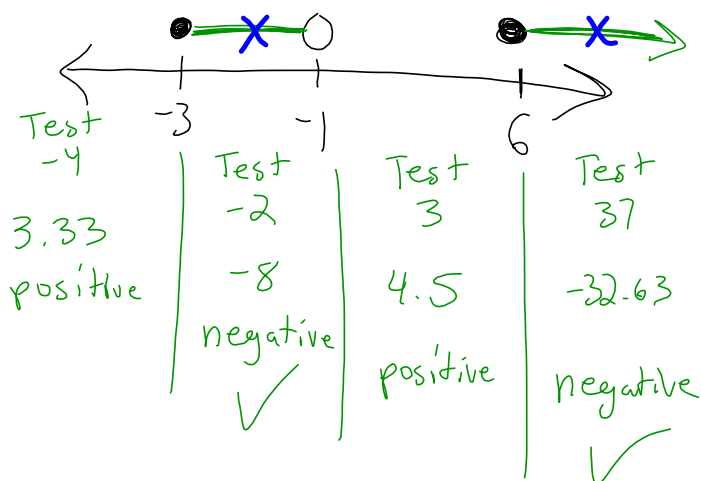 -3 -1 6
Test
-4
3.33
positive
Test
-2
-8
negative
Test
3
4.5
positive
Test
37
-32.63
negative